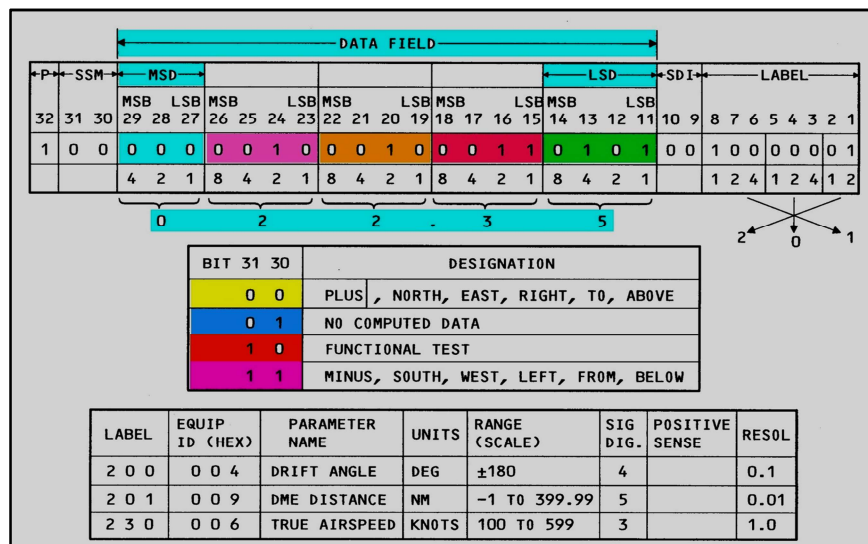 DATA FIELD
P SSM MSD LSD SDI LABEL
MSB LSB MSB LSB MSB LSB MSB LSB MSB LSB
32 31 30 29 28 27 26 25 24 23 22 21 20 19 18 17 16 15 14 13 12 11 10 9 8 7 6 5 4 3 2 1
1 0 0 0 0 0 0 0 1 0 0 0 1 0 0 0 1 1 0 1 0 1 0 0 1 0 0 0 0 0 0 1
4 2 1 8 4 2 1 8 4 2 1 8 4 2 1 8 4 2 1 1 2 4 1 2 4 1 2
0 2 2 . 3 5
2 0 1
BIT 31 30 DESIGNATION
0 0 PLUS , NORTH, EAST, RIGHT, TO, ABOVE
0 1 NO COMPUTED DATA
1 0 FUNCTIONAL TEST
1 1 MINUS, SOUTH, WEST, LEFT, FROM, BELOW
LABEL EQUIP ID (HEX) PARAMETER NAME UNITS RANGE (SCALE) SIG DIG. POSITIVE SENSE RESOL
2 0 0 0 0 4 DRIFT ANGLE DEG ±180 4 0.1
2 0 1 0 0 9 DME DISTANCE NM -1 TO 399.99 5 0.01
2 3 0 0 0 6 TRUE AIRSPEED KNOTS 100 TO 599 3 1.0